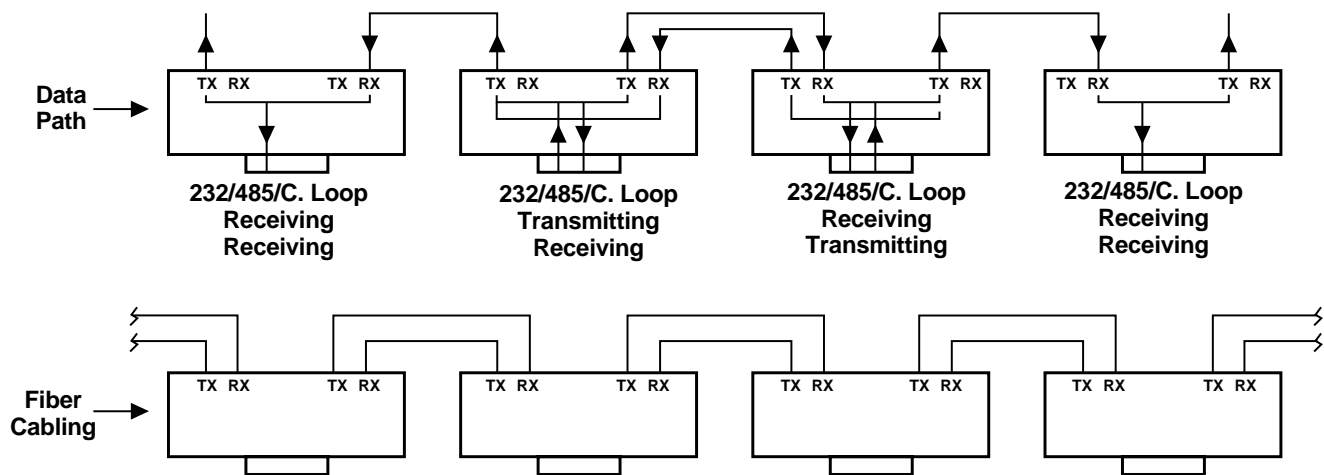 TX RX TX RX TX RX TX RX TX RX TX RX TX RX TX RX
Data
Path
232/485/C. Loop
Receiving
Receiving
232/485/C. Loop
Transmitting
Receiving
232/485/C. Loop
Receiving
Transmitting
232/485/C. Loop
Receiving
Receiving
TX RX TX RX TX RX TX RX TX RX TX RX TX RX TX RX
Fiber
Cabling